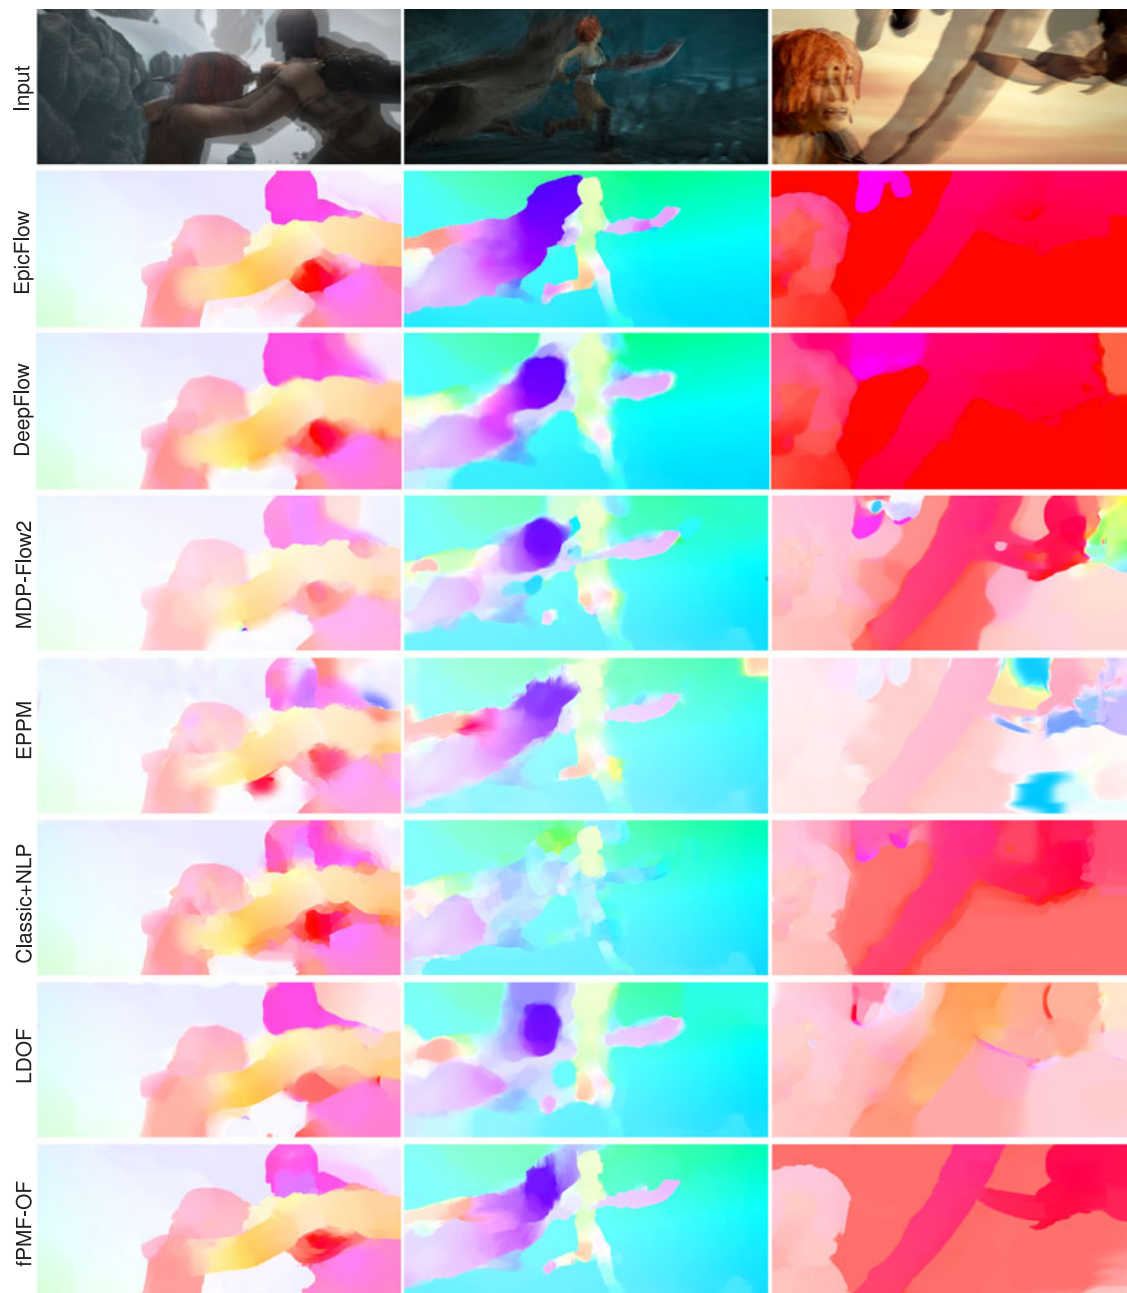 Input
EpicFlow
DeepFlow
MDP-Flow2
EPPM
Classic+NLP
LDOF
fPMF-OF